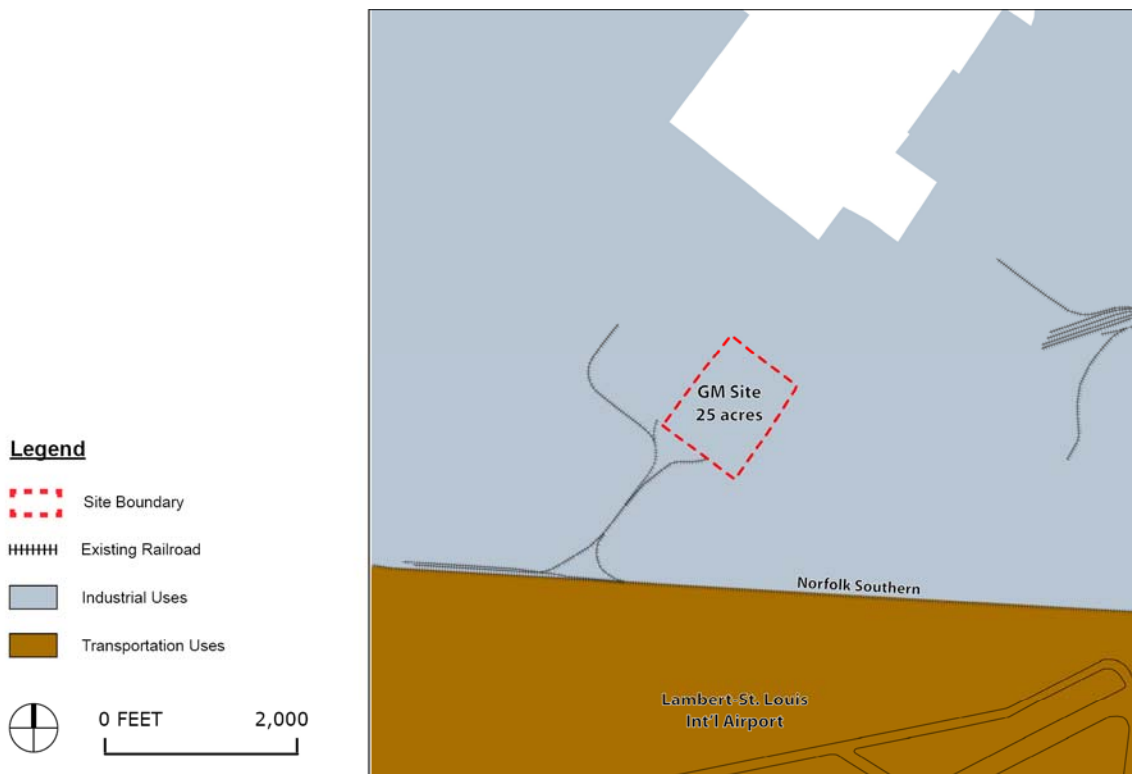 GM Site
25 acres
Legend
Site Boundary
Existing Railroad
Norfolk Southern
Industrial Uses
Transportation Uses
Lambert-St. Louis
Int'l Airport
0 FEET 2,000